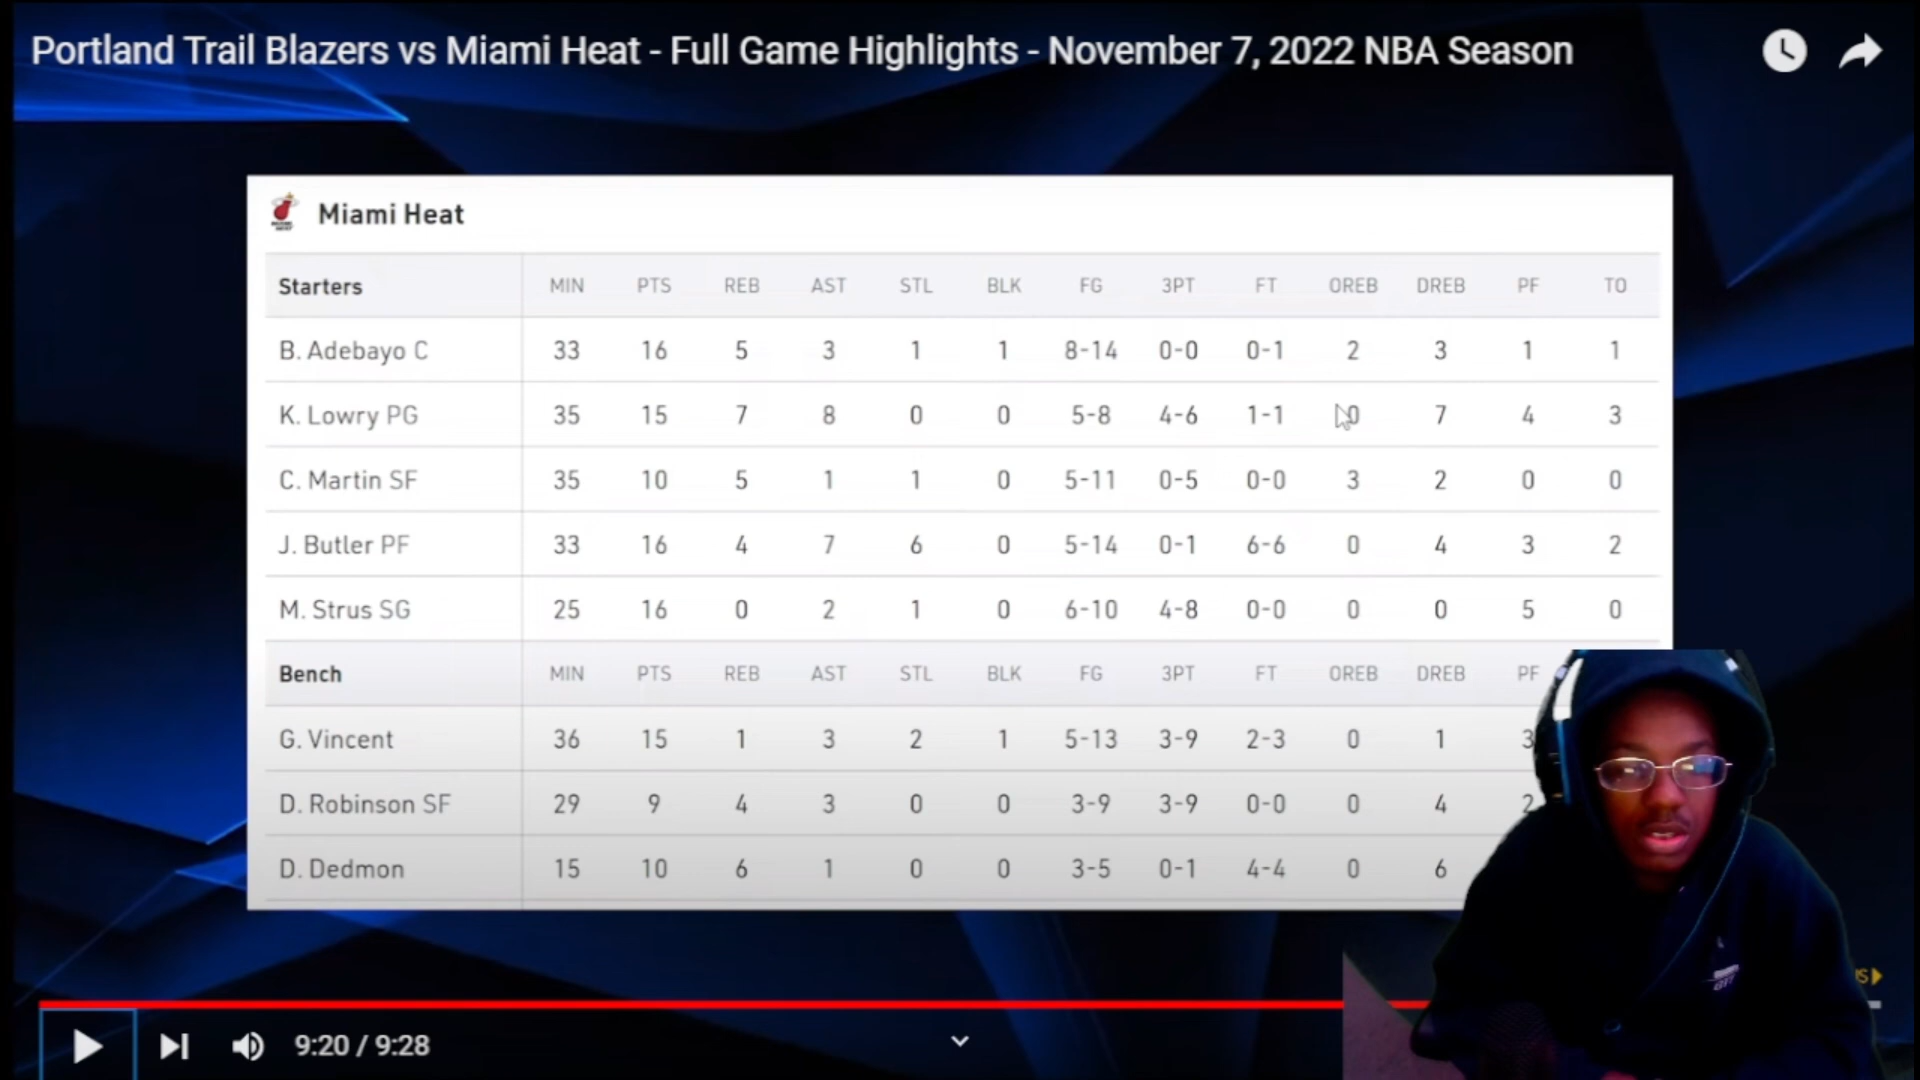 Portland Trail Blazers vs Miami Heat - Full Game Highlights - November 7, 2022 NBA Season
Miami Heat
Starters MIN PTS REB AST STL BLK FG 3PT FT OREB DREB PF TO
B. Adebayo C 33 16 5 3 1 1 8-14 0-0 0-1 2 3 1 1
K. Lowry PG 35 15 7 8 0 0 5-8 4-6 1-1 0 7 4 3
C. Martin SF 35 10 5 1 1 0 5-11 0-5 0-0 3 2 0 0
J. Butler PF 33 16 4 7 6 0 5-14 0-1 6-6 0 4 3 2
M. Strus SG 25 16 0 2 1 0 6-10 4-8 0-0 0 0 5 0
Bench MIN PTS REB AST STL BLK FG 3PT FT OREB DREB PF
G. Vincent 36 15 1 3 2 1 5-13 3-9 2-3 0 1 3
D. Robinson SF 29 9 4 3 0 0 3-9 3-9 0-0 0 4 2
D. Dedmon 15 10 6 1 0 0 3-5 0-1 4-4 0 6
9:20 / 9:28